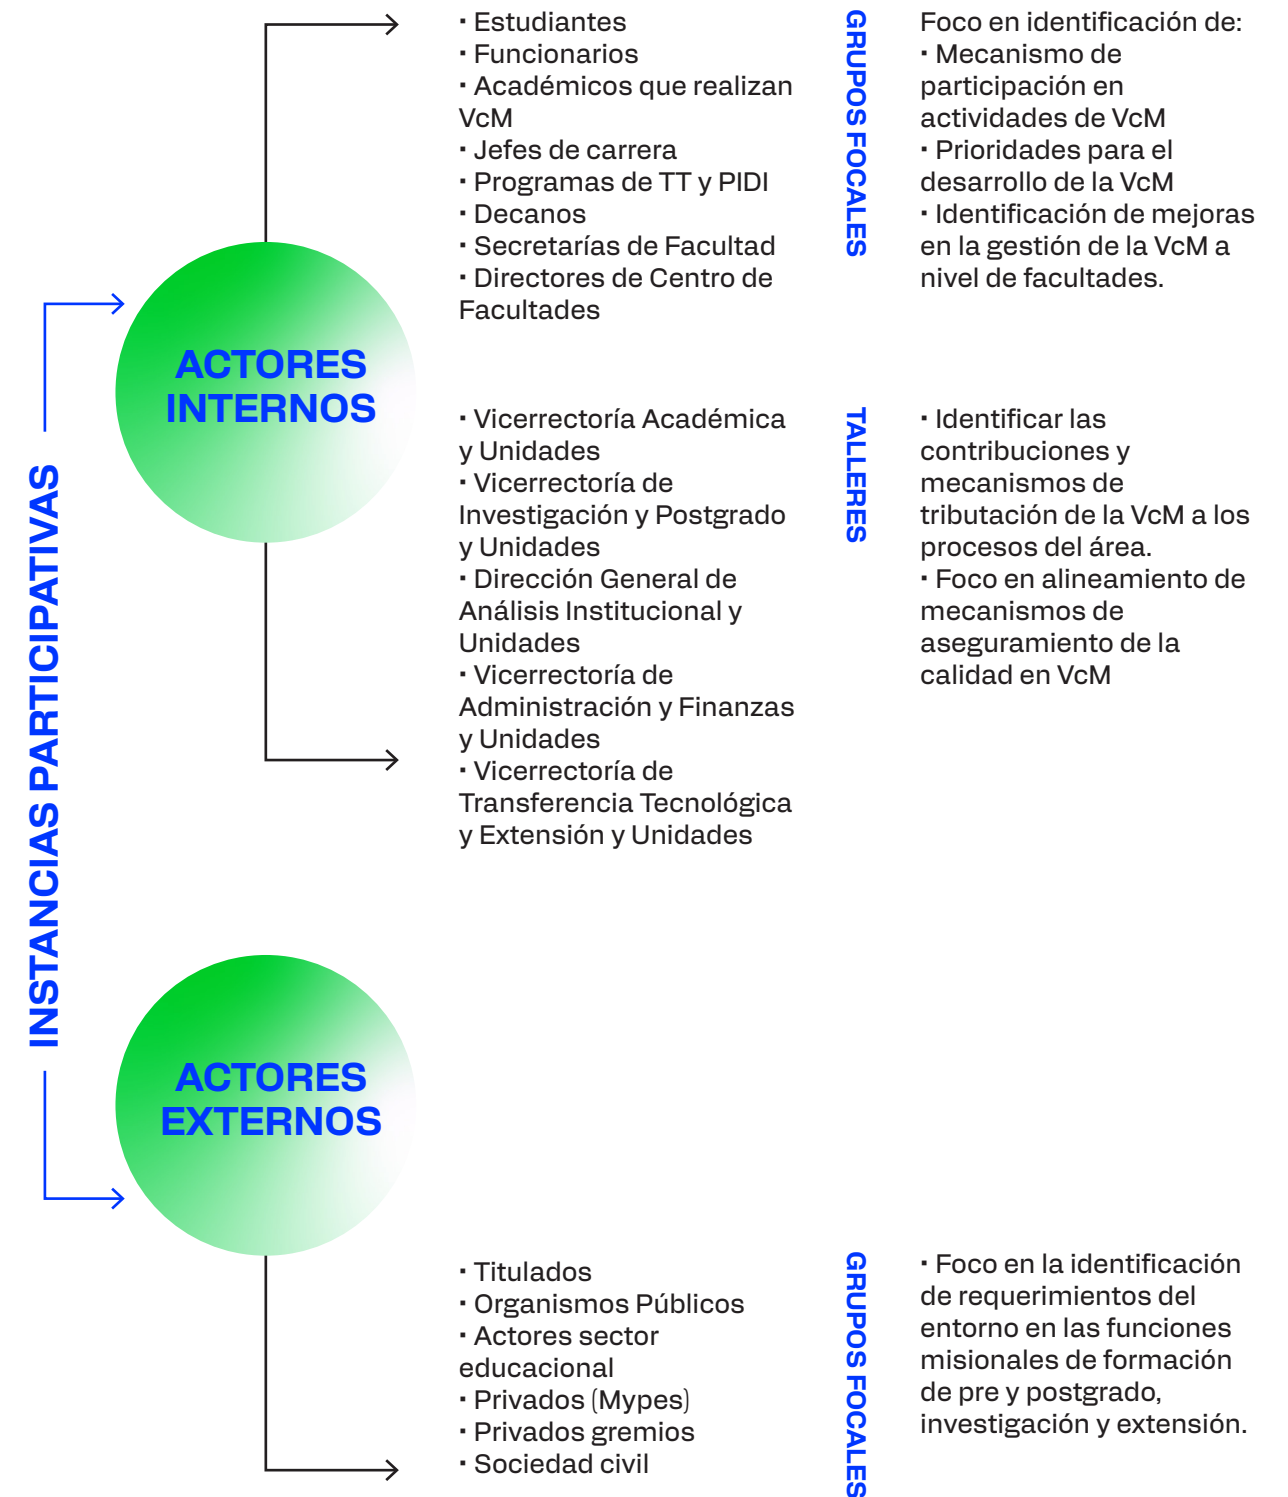 INSTANCIAS PARTICIPATIVAS
ACTORES
INTERNOS
· Estudiantes
· Funcionarios
· Académicos que realizan
VcM
· Jefes de carrera
· Programas de TT y PIDI
· Decanos
· Secretarías de Facultad
· Directores de Centro de
Facultades
GRUPOS FOCALES
Foco en identificación de:
· Mecanismo de
participación en
actividades de VcM
· Prioridades para el
desarrollo de la VcM
· Identificación de mejoras
en la gestión de la VcM a
nivel de facultades.
· Vicerrectoría Académica
y Unidades
· Vicerrectoría de
Investigación y Postgrado
y Unidades
· Dirección General de
Análisis Institucional y
Unidades
· Vicerrectoría de
Administración y Finanzas
y Unidades
· Vicerrectoría de
Transferencia Tecnológica
y Extensión y Unidades
TALLERES
· Identificar las
contribuciones y
mecanismos de
tributación de la VcM a los
procesos del área.
· Foco en alineamiento de
mecanismos de
aseguramiento de la
calidad en VcM
ACTORES
EXTERNOS
· Titulados
· Organismos Públicos
· Actores sector
educacional
· Privados (Mypes)
· Privados gremios
· Sociedad civil
GRUPOS FOCALES
· Foco en la identificación
de requerimientos del
entorno en las funciones
misionales de formación
de pre y postgrado,
investigación y extensión.